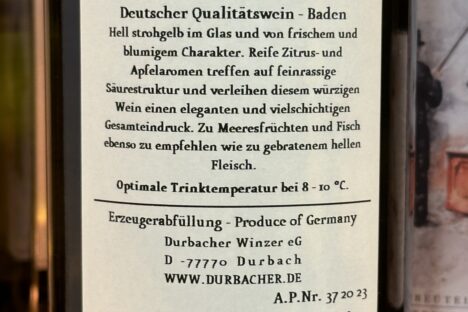 Deutscher Qualitätswein - Baden
Hell strohgelb im Glas und von frischem und
blumigem Charakter. Reife Zitrus- und
Apfelaromen treffen auf feinrassige
Säurestruktur und verleihen diesem würzigen
Wein einen eleganten und vielschichtigen
Gesamteindruck. Zu Meeresfrüchten und Fisch
ebenso zu empfehlen wie zu gebratenem hellen
Fleisch.
Optimale Trinktemperatur bei 8 - 10 °C.
Erzeugerabfüllung - Produce of Germany
Durbacher Winzer eG
D -77770 Durbach
WWW.DURBACHER.DE
A.P.Nr. 37 20 23